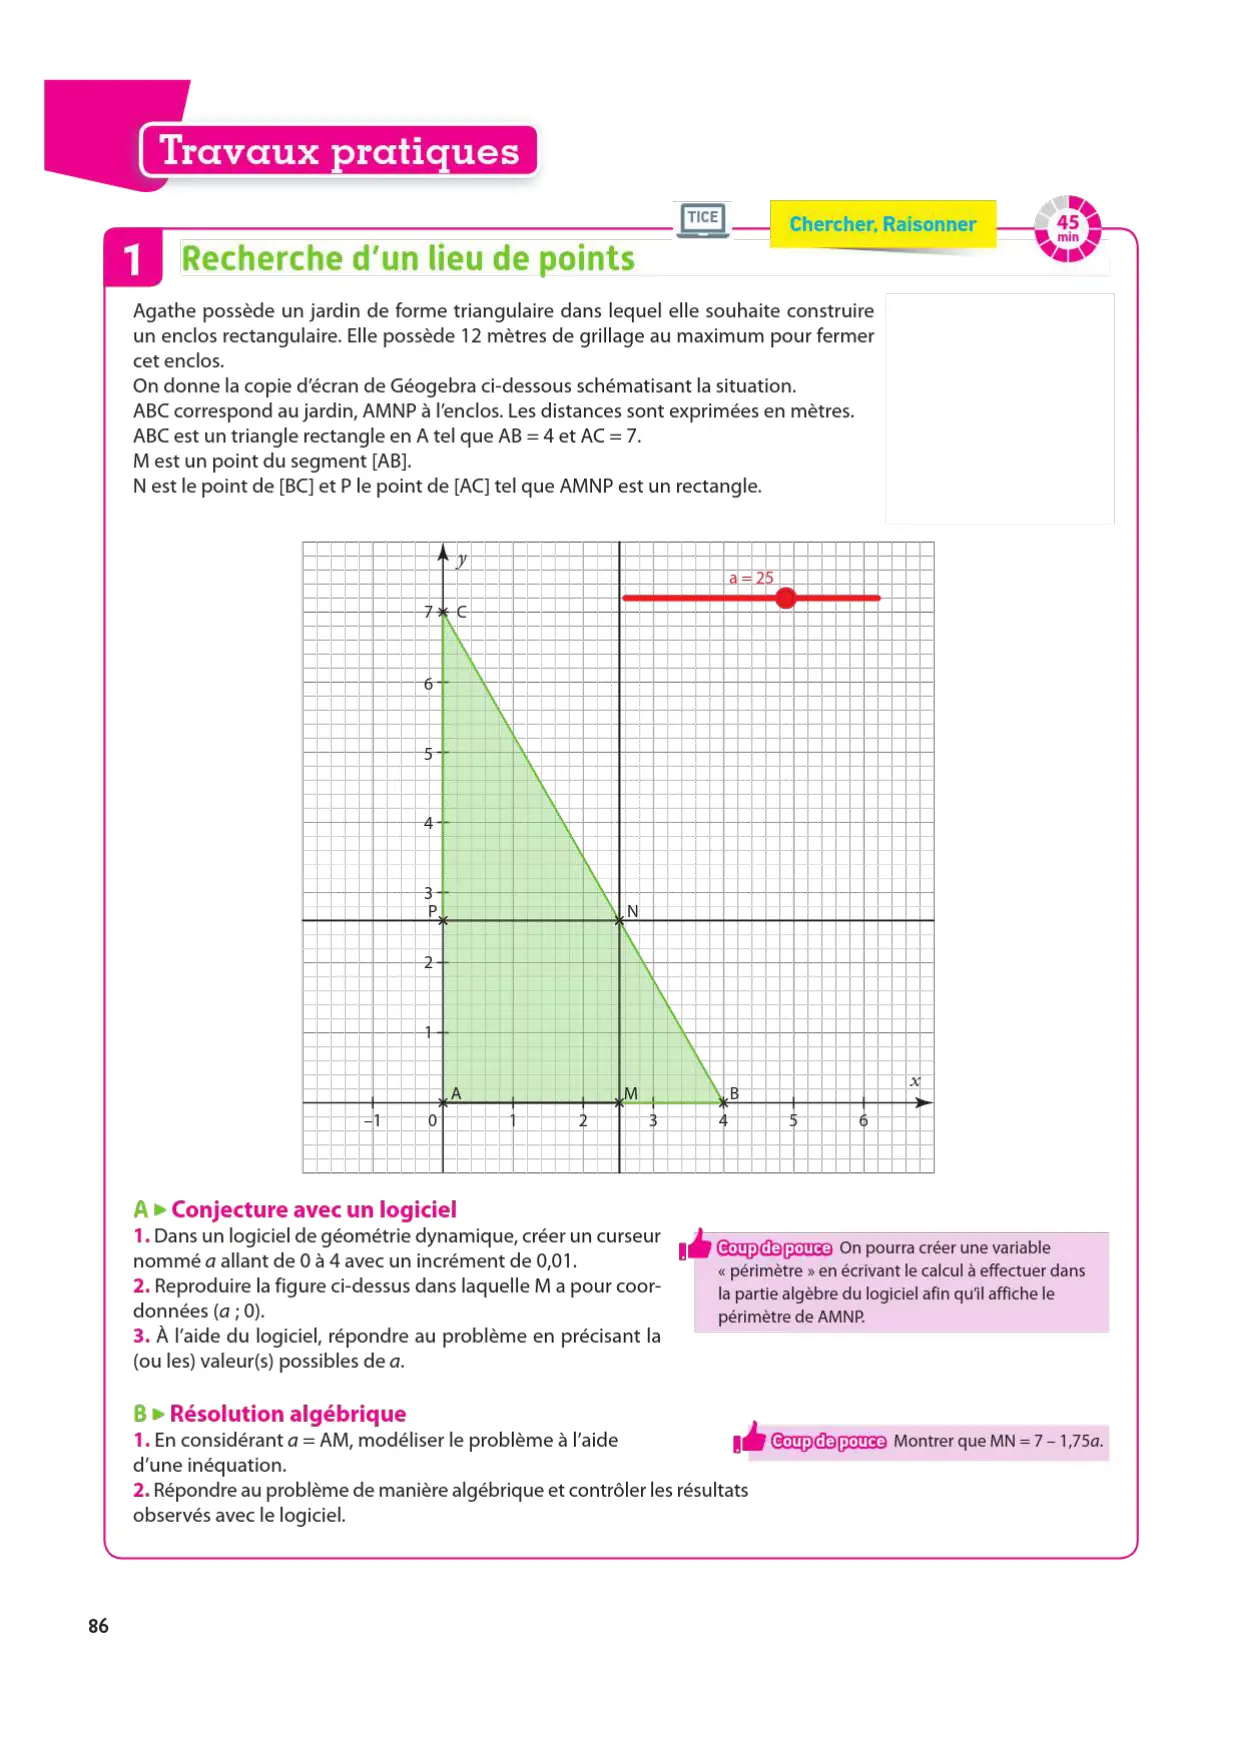 Travaux pratiques
TICE
Chercher, Raisonner
45
min
1
Recherche d’un lieu de points
Agathe possède un jardin de forme triangulaire dans lequel elle souhaite construire
un enclos rectangulaire. Elle possède 12 mètres de grillage au maximum pour fermer
cet enclos.
On donne la copie d’écran de Géogebra ci-dessous schématisant la situation.
ABC correspond au jardin, AMNP à l’enclos. Les distances sont exprimées en mètres.
ABC est un triangle rectangle en A tel que AB = 4 et AC = 7.
M est un point du segment [AB].
N est le point de [BC] et P le point de [AC] tel que AMNP est un rectangle.
y
a = 25
7 C
6
5
4
3
P N
2
1
x
A M B
–1 0 1 2 3 4 5 6
A Conjecture avec un logiciel
1. Dans un logiciel de géométrie dynamique, créer un curseur
nommé a allant de 0 à 4 avec un incrément de 0,01.
2. Reproduire la figure ci-dessus dans laquelle M a pour coor-
données (a ; 0).
3. À l’aide du logiciel, répondre au problème en précisant la
(ou les) valeur(s) possibles de a.
Coup de pouce On pourra créer une variable
« périmètre » en écrivant le calcul à effectuer dans
la partie algèbre du logiciel afin qu’il affiche le
périmètre de AMNP.
B Résolution algébrique
1. En considérant a = AM, modéliser le problème à l’aide
d’une inéquation.
Coup de pouce Montrer que MN = 7 – 1,75a.
2. Répondre au problème de manière algébrique et contrôler les résultats
observés avec le logiciel.
86